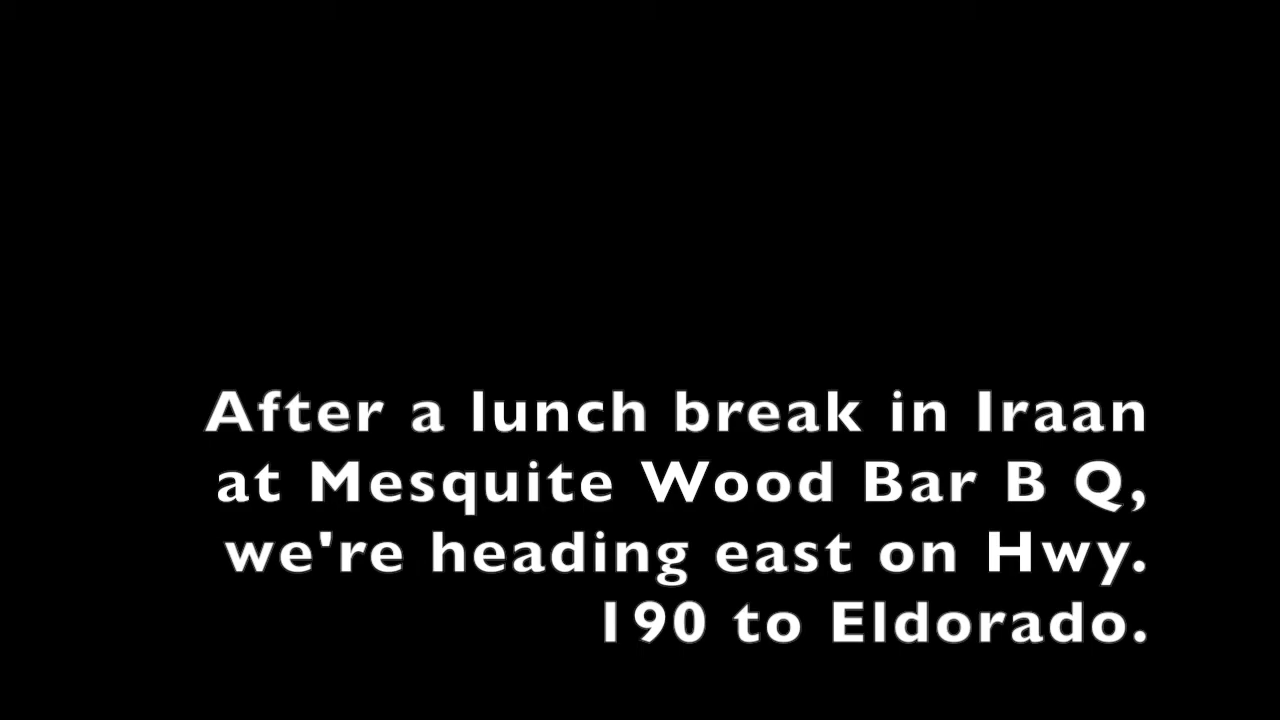 After a lunch break in Iraan
at Mesquite Wood Bar B Q,
we're heading east on Hwy.
190 to Eldorado.